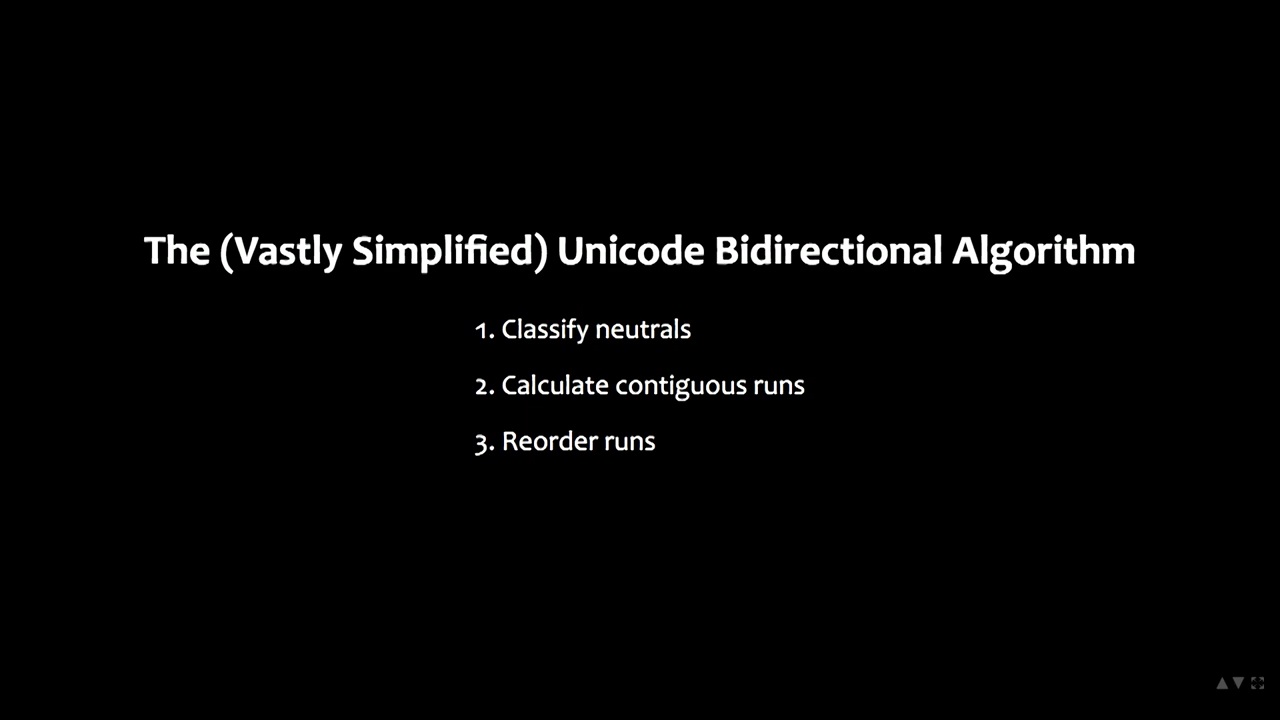 The (Vastly Simplified) Unicode Bidirectional Algorithm
1. Classify neutrals
2. Calculate contiguous runs
3. Reorder runs